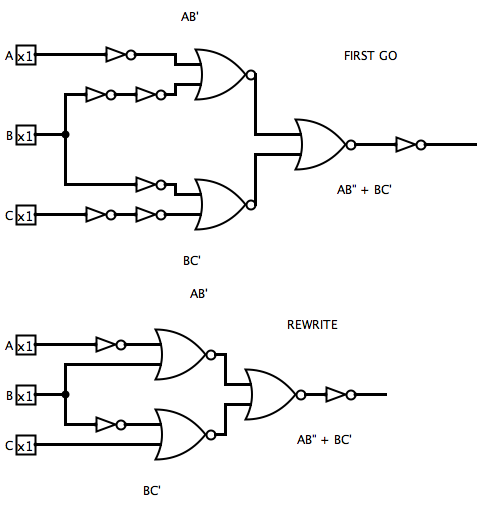 AB'
A x1
FIRST GO
B x1
AB" + BC'
C x1
BC'
AB'
REWRITE
A x1
B x1
AB" + BC'
C x1
BC'